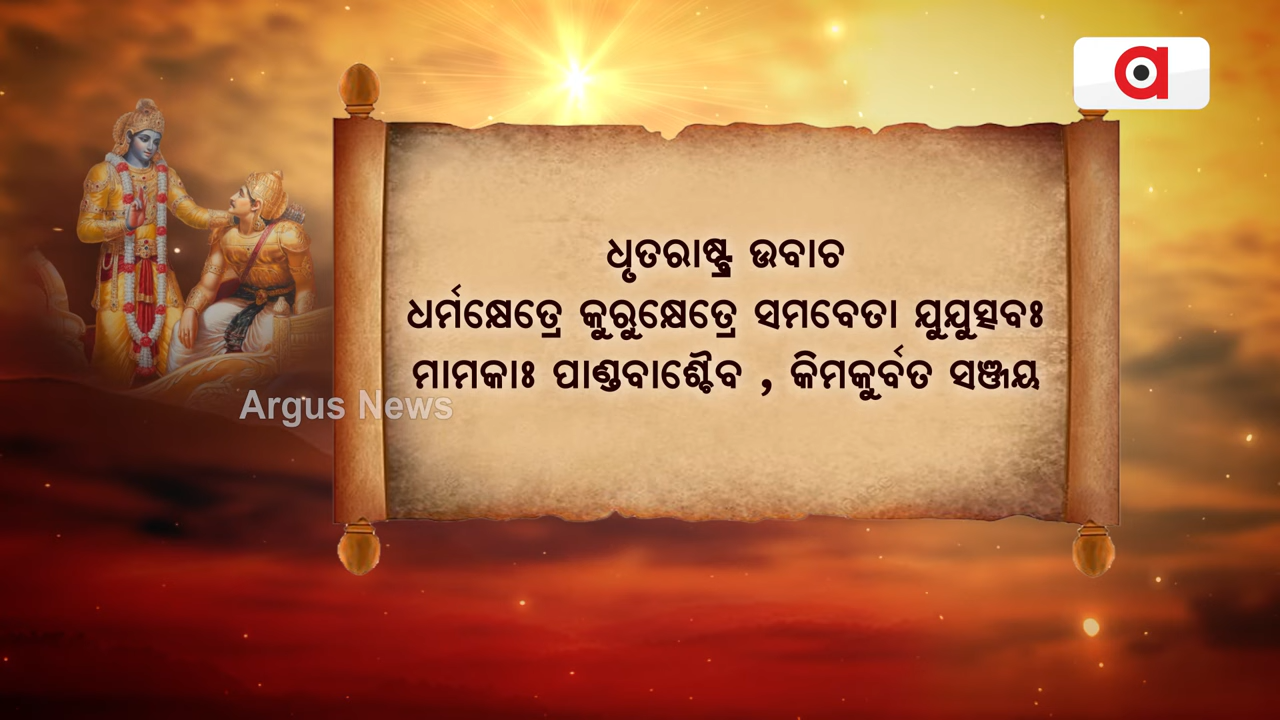 ଧୃତରାଷ୍ଟ୍ର ଉବାଚ
ଧର୍ମକ୍ଷେତ୍ରେ କୁରୁକ୍ଷେତ୍ରେ ସମବେତା ଯୁଯୁତ୍ସବଃ
ମାମକାଃ ପାଣ୍ଡବାଶ୍ଚୈବ , କିମକୁର୍ବତ ସଞ୍ଜୟ
Argus News